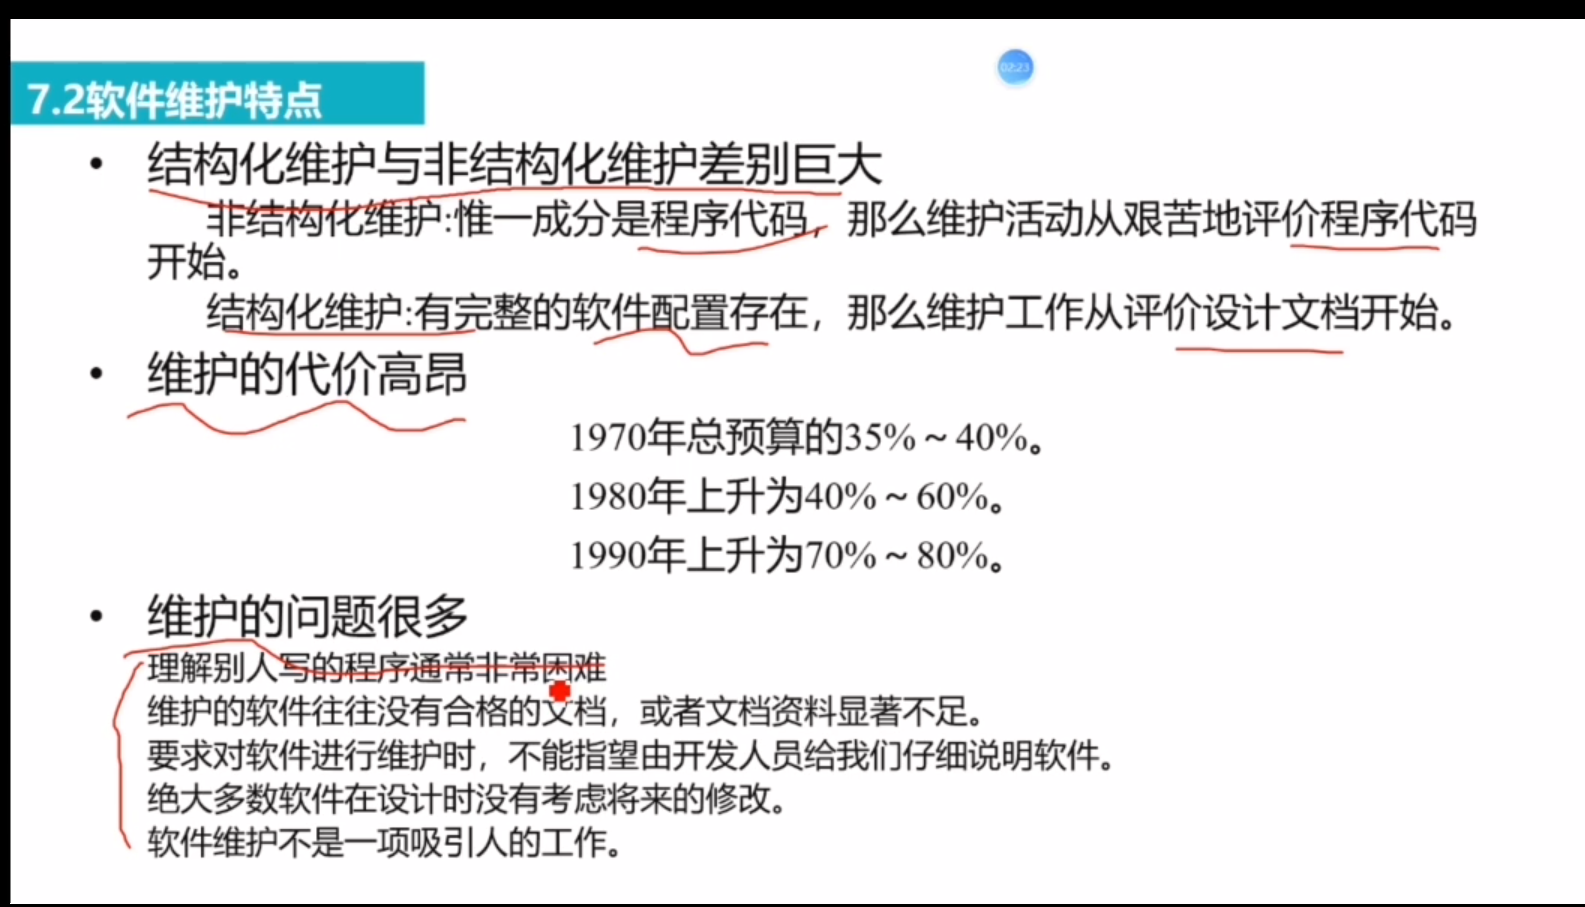 02:23
7.2软件维护特点
• 结构化维护与非结构化维护差别巨大
非结构化维护:惟一成分是程序代码，那么维护活动从艰苦地评价程序代码
开始。
结构化维护:有完整的软件配置存在，那么维护工作从评价设计文档开始。
• 维护的代价高昂
1970年总预算的35%～40%。
1980年上升为40%～60%。
1990年上升为70%～80%。
• 维护的问题很多
理解别人写的程序通常非常困难
维护的软件往往没有合格的文档，或者文档资料显著不足。
要求对软件进行维护时，不能指望由开发人员给我们仔细说明软件。
绝大多数软件在设计时没有考虑将来的修改。
软件维护不是一项吸引人的工作。